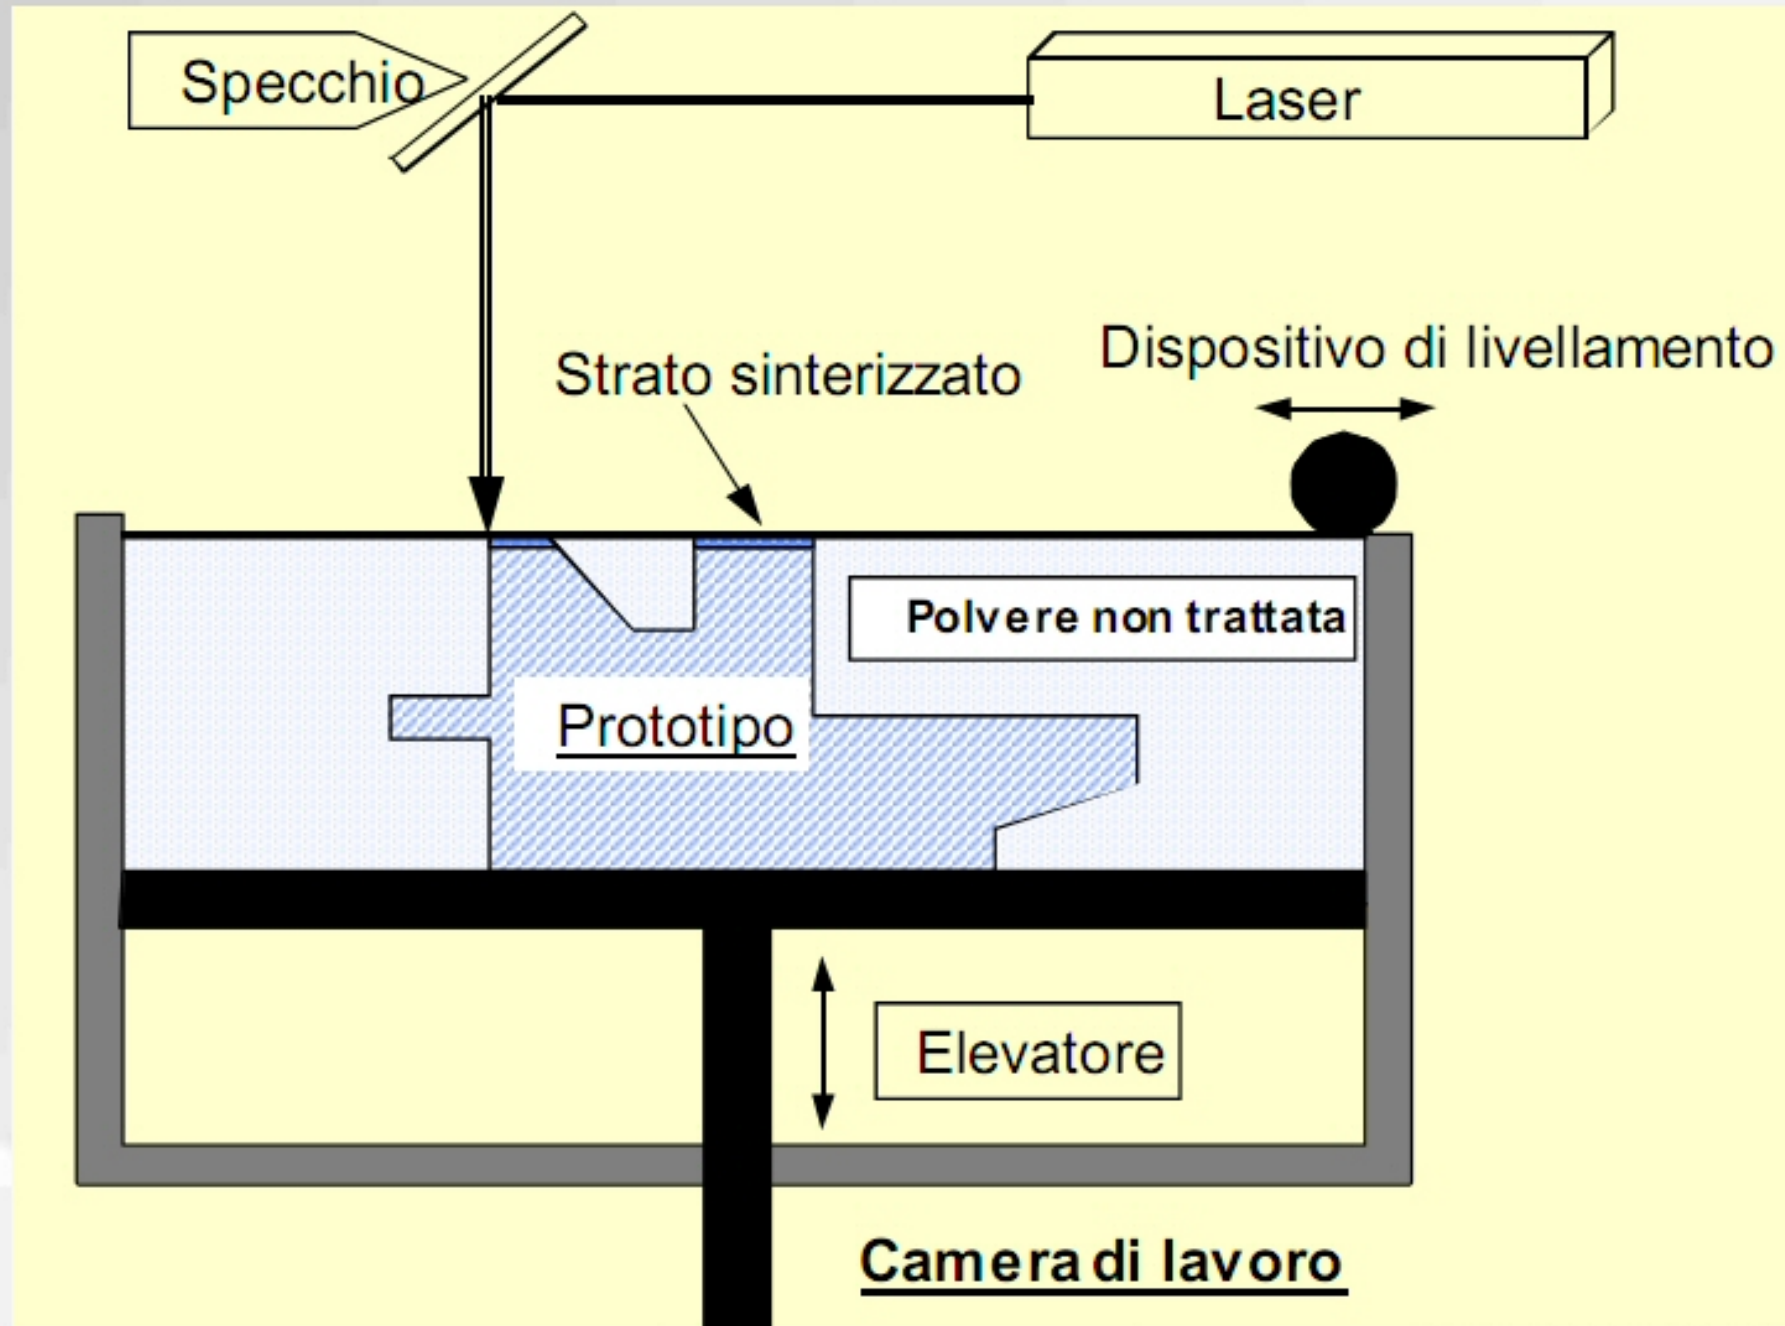 Specchio
Laser
Dispositivo di livellamento
Strato sinterizzato
Polvere non trattata
Prototipo
Elevatore
Camera di lavoro